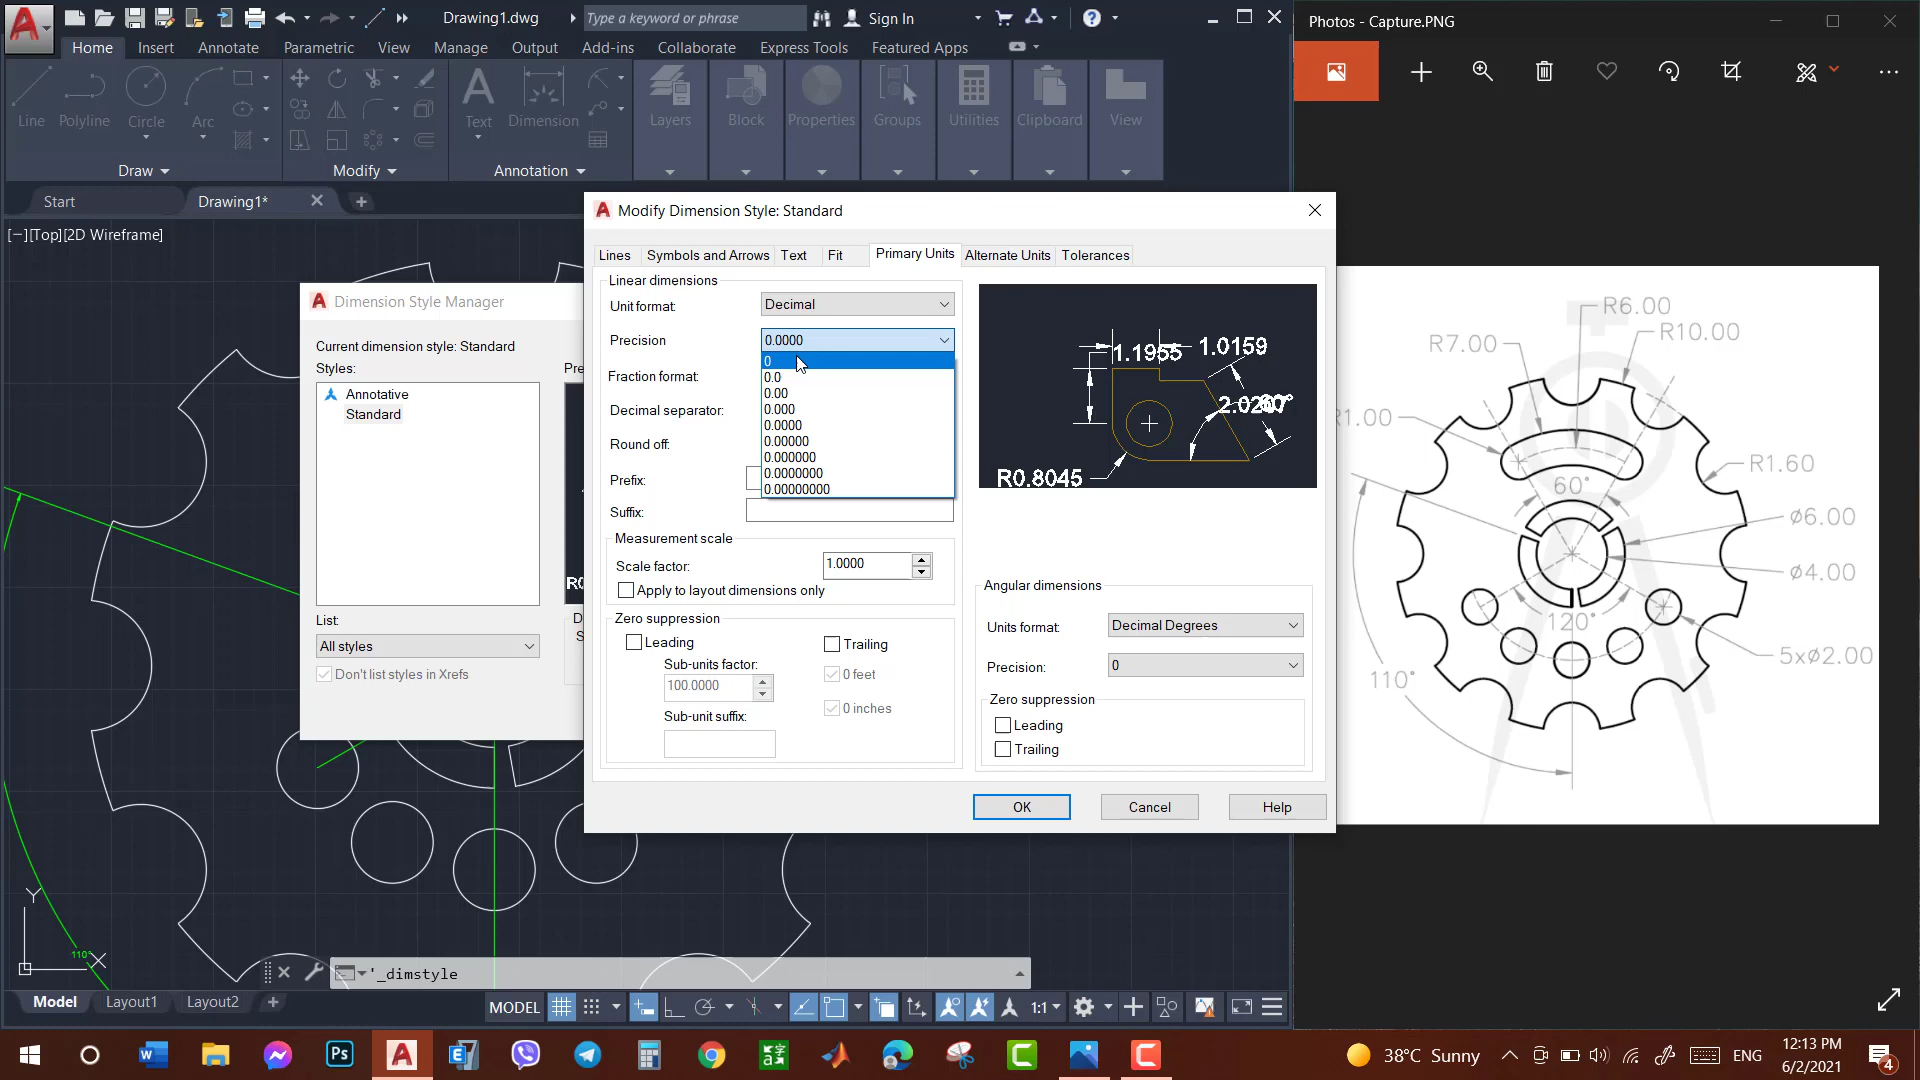 Drawing1.dwg
Type a keyword or phrase
Sign In
Home Insert Annotate Parametric View Manage Output Add-ins Collaborate Express Tools Featured Apps
Line Polyline Circle Arc Text Dimension Layers Block Properties Groups Utilities Clipboard View
Draw Modify Annotation
Start Drawing1*
[−][Top][2D Wireframe]
Dimension Style Manager
Current dimension style: Standard
Styles:
Pre
Annotative
Standard
R0
List:
D
S
All styles
Don't list styles in Xrefs
Modify Dimension Style: Standard
Lines Symbols and Arrows Text Fit Primary Units Alternate Units Tolerances
Linear dimensions
Unit format: Decimal
Precision 0.0000
0
0.0
0.00
0.000
0.0000
0.00000
0.000000
0.0000000
0.00000000
Fraction format:
Decimal separator:
Round off:
Prefix:
Suffix:
Measurement scale
Scale factor: 1.0000
Apply to layout dimensions only
Zero suppression
Leading Trailing
Sub-units factor:
100.0000
0 feet
0 inches
Sub-unit suffix:
1.1955 1.0159
R0.8045
Angular dimensions
Units format: Decimal Degrees
Precision: 0
Zero suppression
Leading
Trailing
OK Cancel Help
Y
X
110°
'_dimstyle
Model Layout1 Layout2
MODEL
1:1
Photos - Capture.PNG
R6.00
R10.00
R7.00
R1.00
R1.60
60°
ø6.00
ø4.00
120°
5xø2.00
110°
38°C Sunny
ENG
12:13 PM
6/2/2021
4